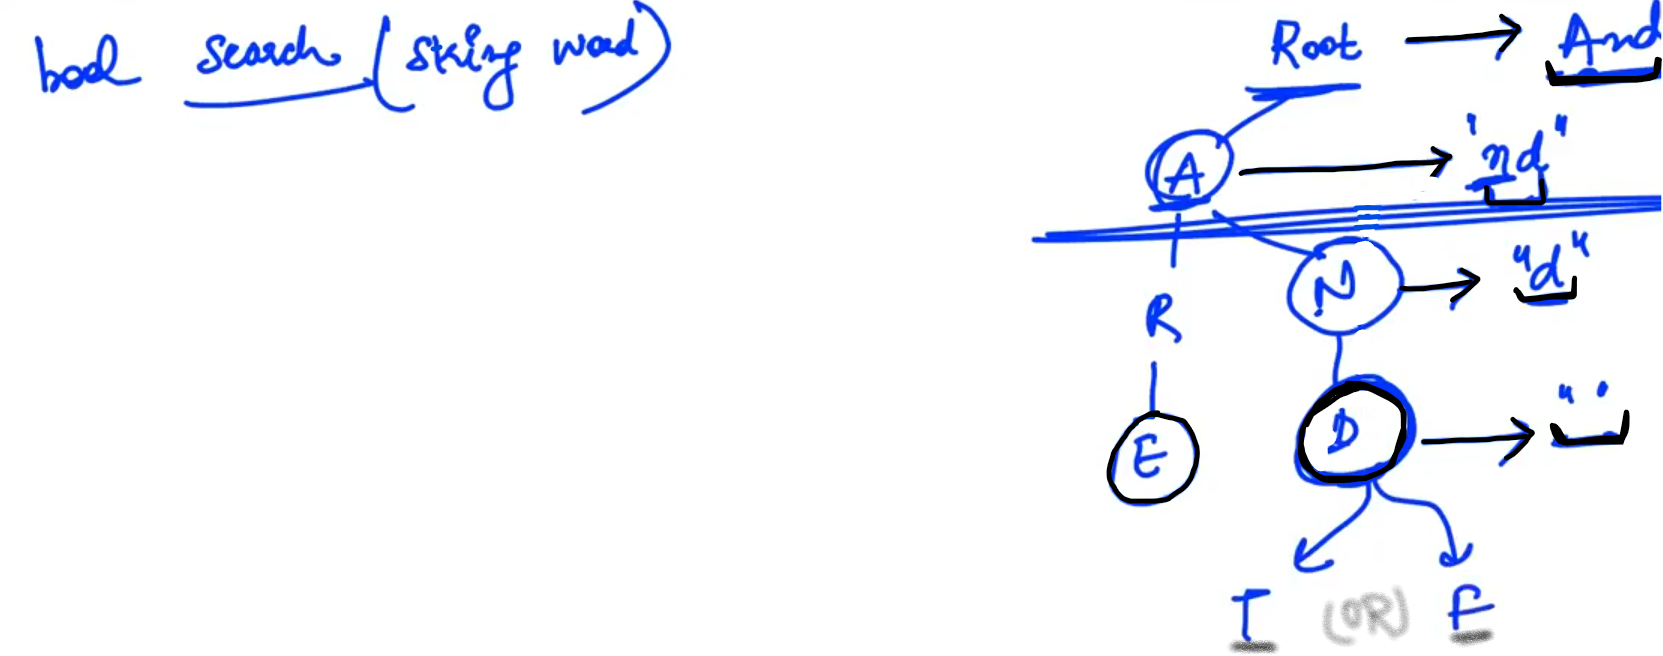 bool search (string word)
Root → And
A → "nd"
N → "d"
R
D → " "
E
T (OR) F